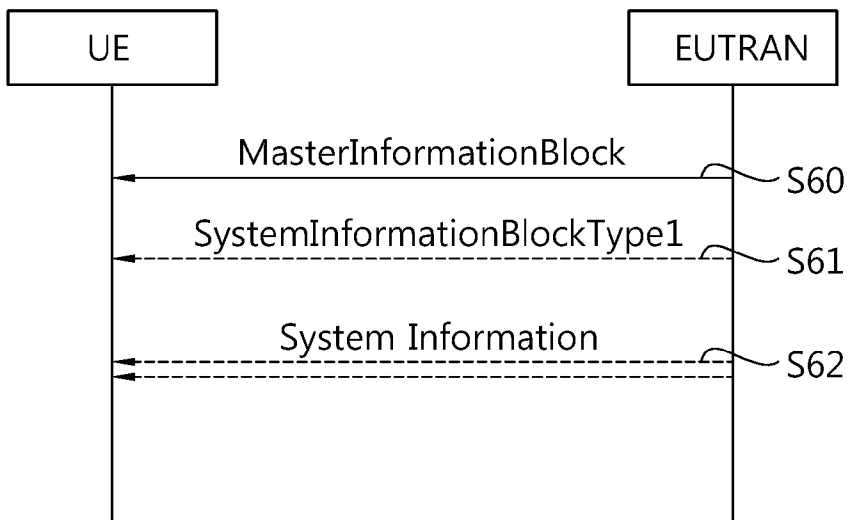 UE
EUTRAN
MasterInformationBlock
S60
SystemInformationBlockType1
S61
System Information
S62